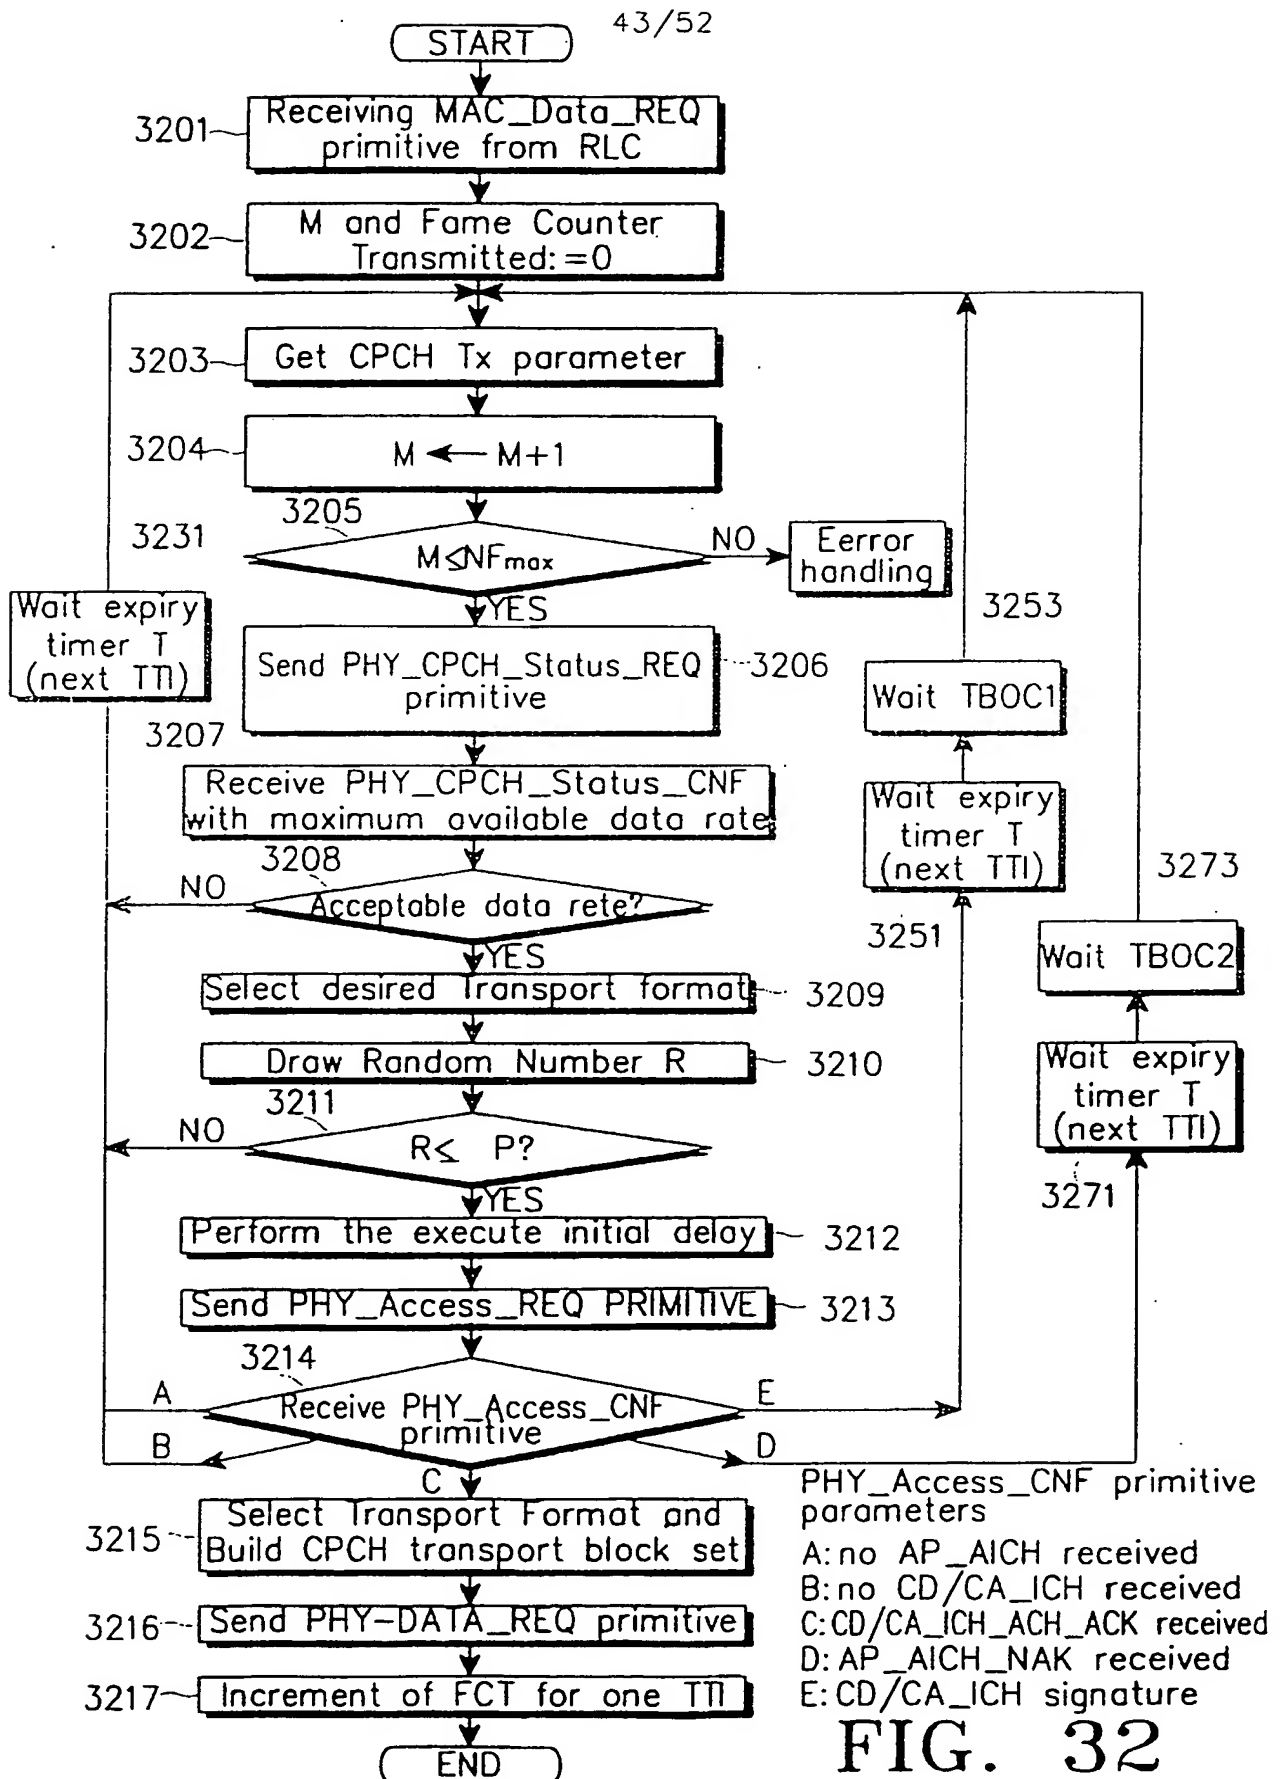 43/52
START
3201
Receiving MAC_Data_REQ
primitive from RLC
3202
M and Fame Counter
Transmitted:=0
3203
Get CPCH Tx parameter
3204
M ← M+1
3205
3231
M≤NFmax
NO
Eerror
handling
YES
Wait expiry
timer T
(next TTI)
3253
Send PHY_CPCH_Status_REQ
primitive
3206
Wait TBOC1
3207
Receive PHY_CPCH_Status_CNF
with maximum available data rate
Wait expiry
timer T
(next TTI)
3208
3273
NO
Acceptable data rete?
3251
YES
Wait TBOC2
Select desired Transport format
3209
Draw Random Number R
3210
Wait expiry
timer T
(next TTI)
3211
NO
R≤ P?
3271
YES
Perform the execute initial delay
3212
Send PHY_Access_REQ PRIMITIVE
3213
3214
A
Receive PHY_Access_CNF
primitive
E
B
D
C
PHY_Access_CNF primitive
parameters
3215
Select Transport Format and
Build CPCH transport block set
A: no AP_AICH received
B: no CD/CA_ICH received
3216
Send PHY-DATA_REQ primitive
C: CD/CA_ICH_ACH_ACK received
D: AP_AICH_NAK received
3217
Increment of FCT for one TTI
E: CD/CA_ICH signature
END
FIG. 32